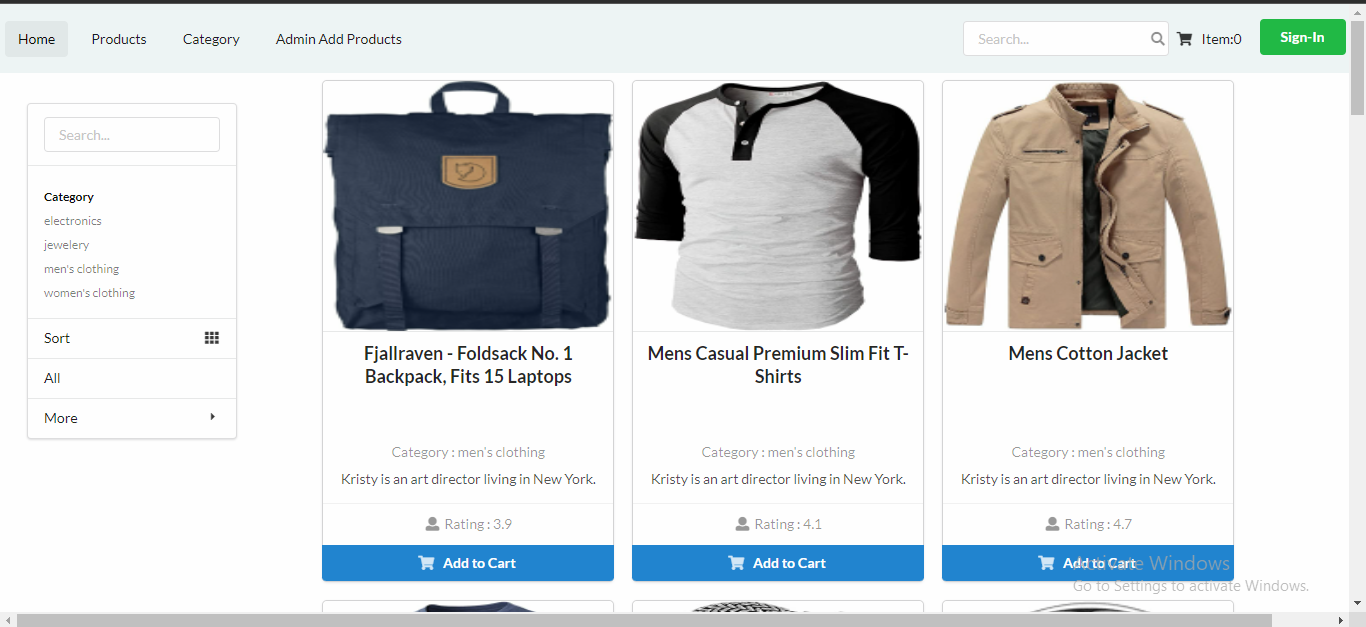 Home Products Category Admin Add Products Search... Item:0 Sign-In
Search...
Category
electronics
jewelery
men's clothing
women's clothing
Sort
All
More
Fjallraven - Foldsack No. 1
Backpack, Fits 15 Laptops
Category : men's clothing
Kristy is an art director living in New York.
Rating : 3.9
Add to Cart
Mens Casual Premium Slim Fit T-
Shirts
Category : men's clothing
Kristy is an art director living in New York.
Rating : 4.1
Add to Cart
Mens Cotton Jacket
Category : men's clothing
Kristy is an art director living in New York.
Rating : 4.7
Add to Cart
Activate Windows
Go to Settings to activate Windows.